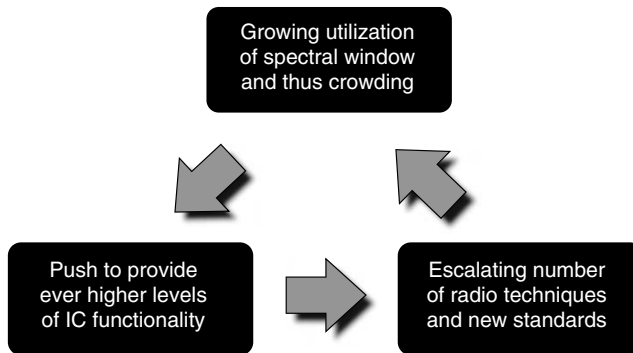 Growing utilization
of spectral window
and thus crowding
Push to provide
ever higher levels
of IC functionality
Escalating number
of radio techniques
and new standards